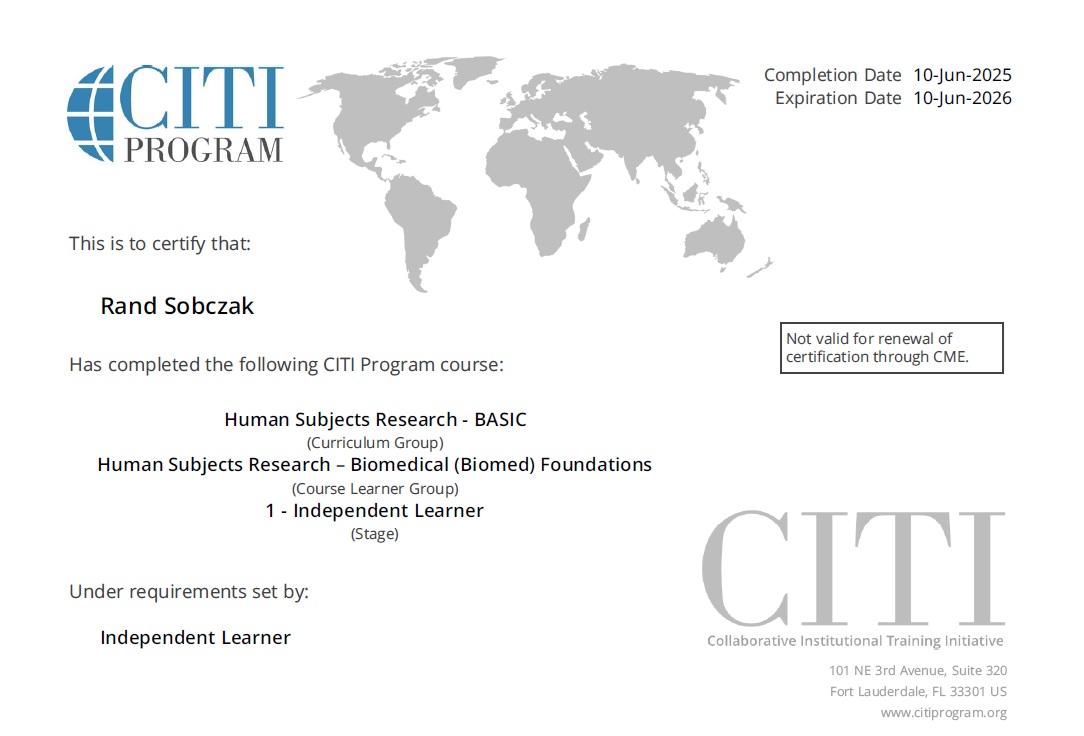 CITI
PROGRAM
Completion Date 10-Jun-2025
Expiration Date 10-Jun-2026
This is to certify that:
Rand Sobczak
Not valid for renewal of
certification through CME.
Has completed the following CITI Program course:
Human Subjects Research - BASIC
(Curriculum Group)
Human Subjects Research – Biomedical (Biomed) Foundations
(Course Learner Group)
1 - Independent Learner
(Stage)
Under requirements set by:
Independent Learner
CITI
Collaborative Institutional Training Initiative
101 NE 3rd Avenue, Suite 320
Fort Lauderdale, FL 33301 US
www.citiprogram.org